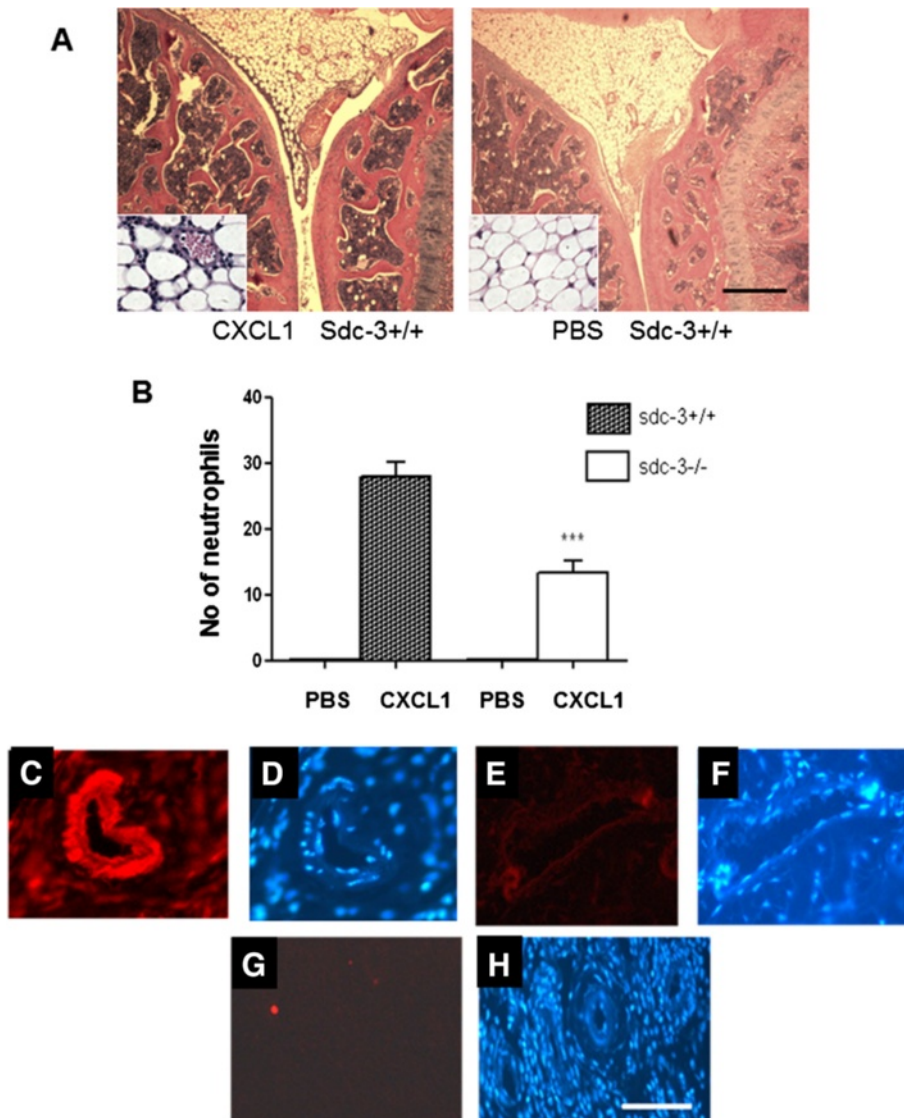 A
CXCL1 Sdc-3+/+
PBS Sdc-3+/+
B
No of neutrophils
40
30
20
10
0
sdc-3+/+
sdc-3-/-
***
PBS
CXCL1
PBS
CXCL1
C
D
E
F
G
H